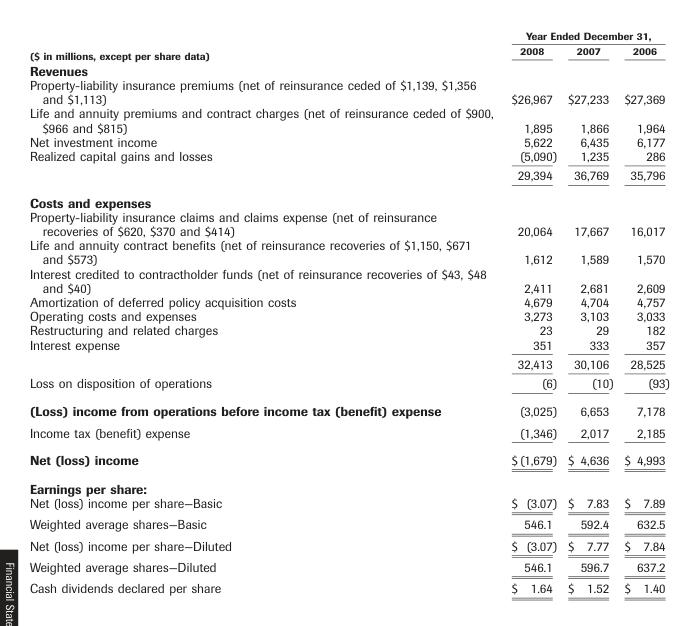 Year Ended December 31,
($ in millions, except per share data) 2008 2007 2006
Revenues
Property-liability insurance premiums (net of reinsurance ceded of $1,139, $1,356
and $1,113) $26,967 $27,233 $27,369
Life and annuity premiums and contract charges (net of reinsurance ceded of $900,
$966 and $815) 1,895 1,866 1,964
Net investment income 5,622 6,435 6,177
Realized capital gains and losses (5,090) 1,235 286
29,394 36,769 35,796
Costs and expenses
Property-liability insurance claims and claims expense (net of reinsurance
recoveries of $620, $370 and $414) 20,064 17,667 16,017
Life and annuity contract benefits (net of reinsurance recoveries of $1,150, $671
and $573) 1,612 1,589 1,570
Interest credited to contractholder funds (net of reinsurance recoveries of $43, $48
and $40) 2,411 2,681 2,609
Amortization of deferred policy acquisition costs 4,679 4,704 4,757
Operating costs and expenses 3,273 3,103 3,033
Restructuring and related charges 23 29 182
Interest expense 351 333 357
32,413 30,106 28,525
Loss on disposition of operations (6) (10) (93)
(Loss) income from operations before income tax (benefit) expense (3,025) 6,653 7,178
Income tax (benefit) expense (1,346) 2,017 2,185
Net (loss) income $ (1,679) $ 4,636 $ 4,993
Earnings per share:
Net (loss) income per share—Basic $ (3.07) $ 7.83 $ 7.89
Weighted average shares—Basic 546.1 592.4 632.5
Net (loss) income per share—Diluted $ (3.07) $ 7.77 $ 7.84
Weighted average shares—Diluted 546.1 596.7 637.2
Cash dividends declared per share $ 1.64 $ 1.52 $ 1.40
Financial State